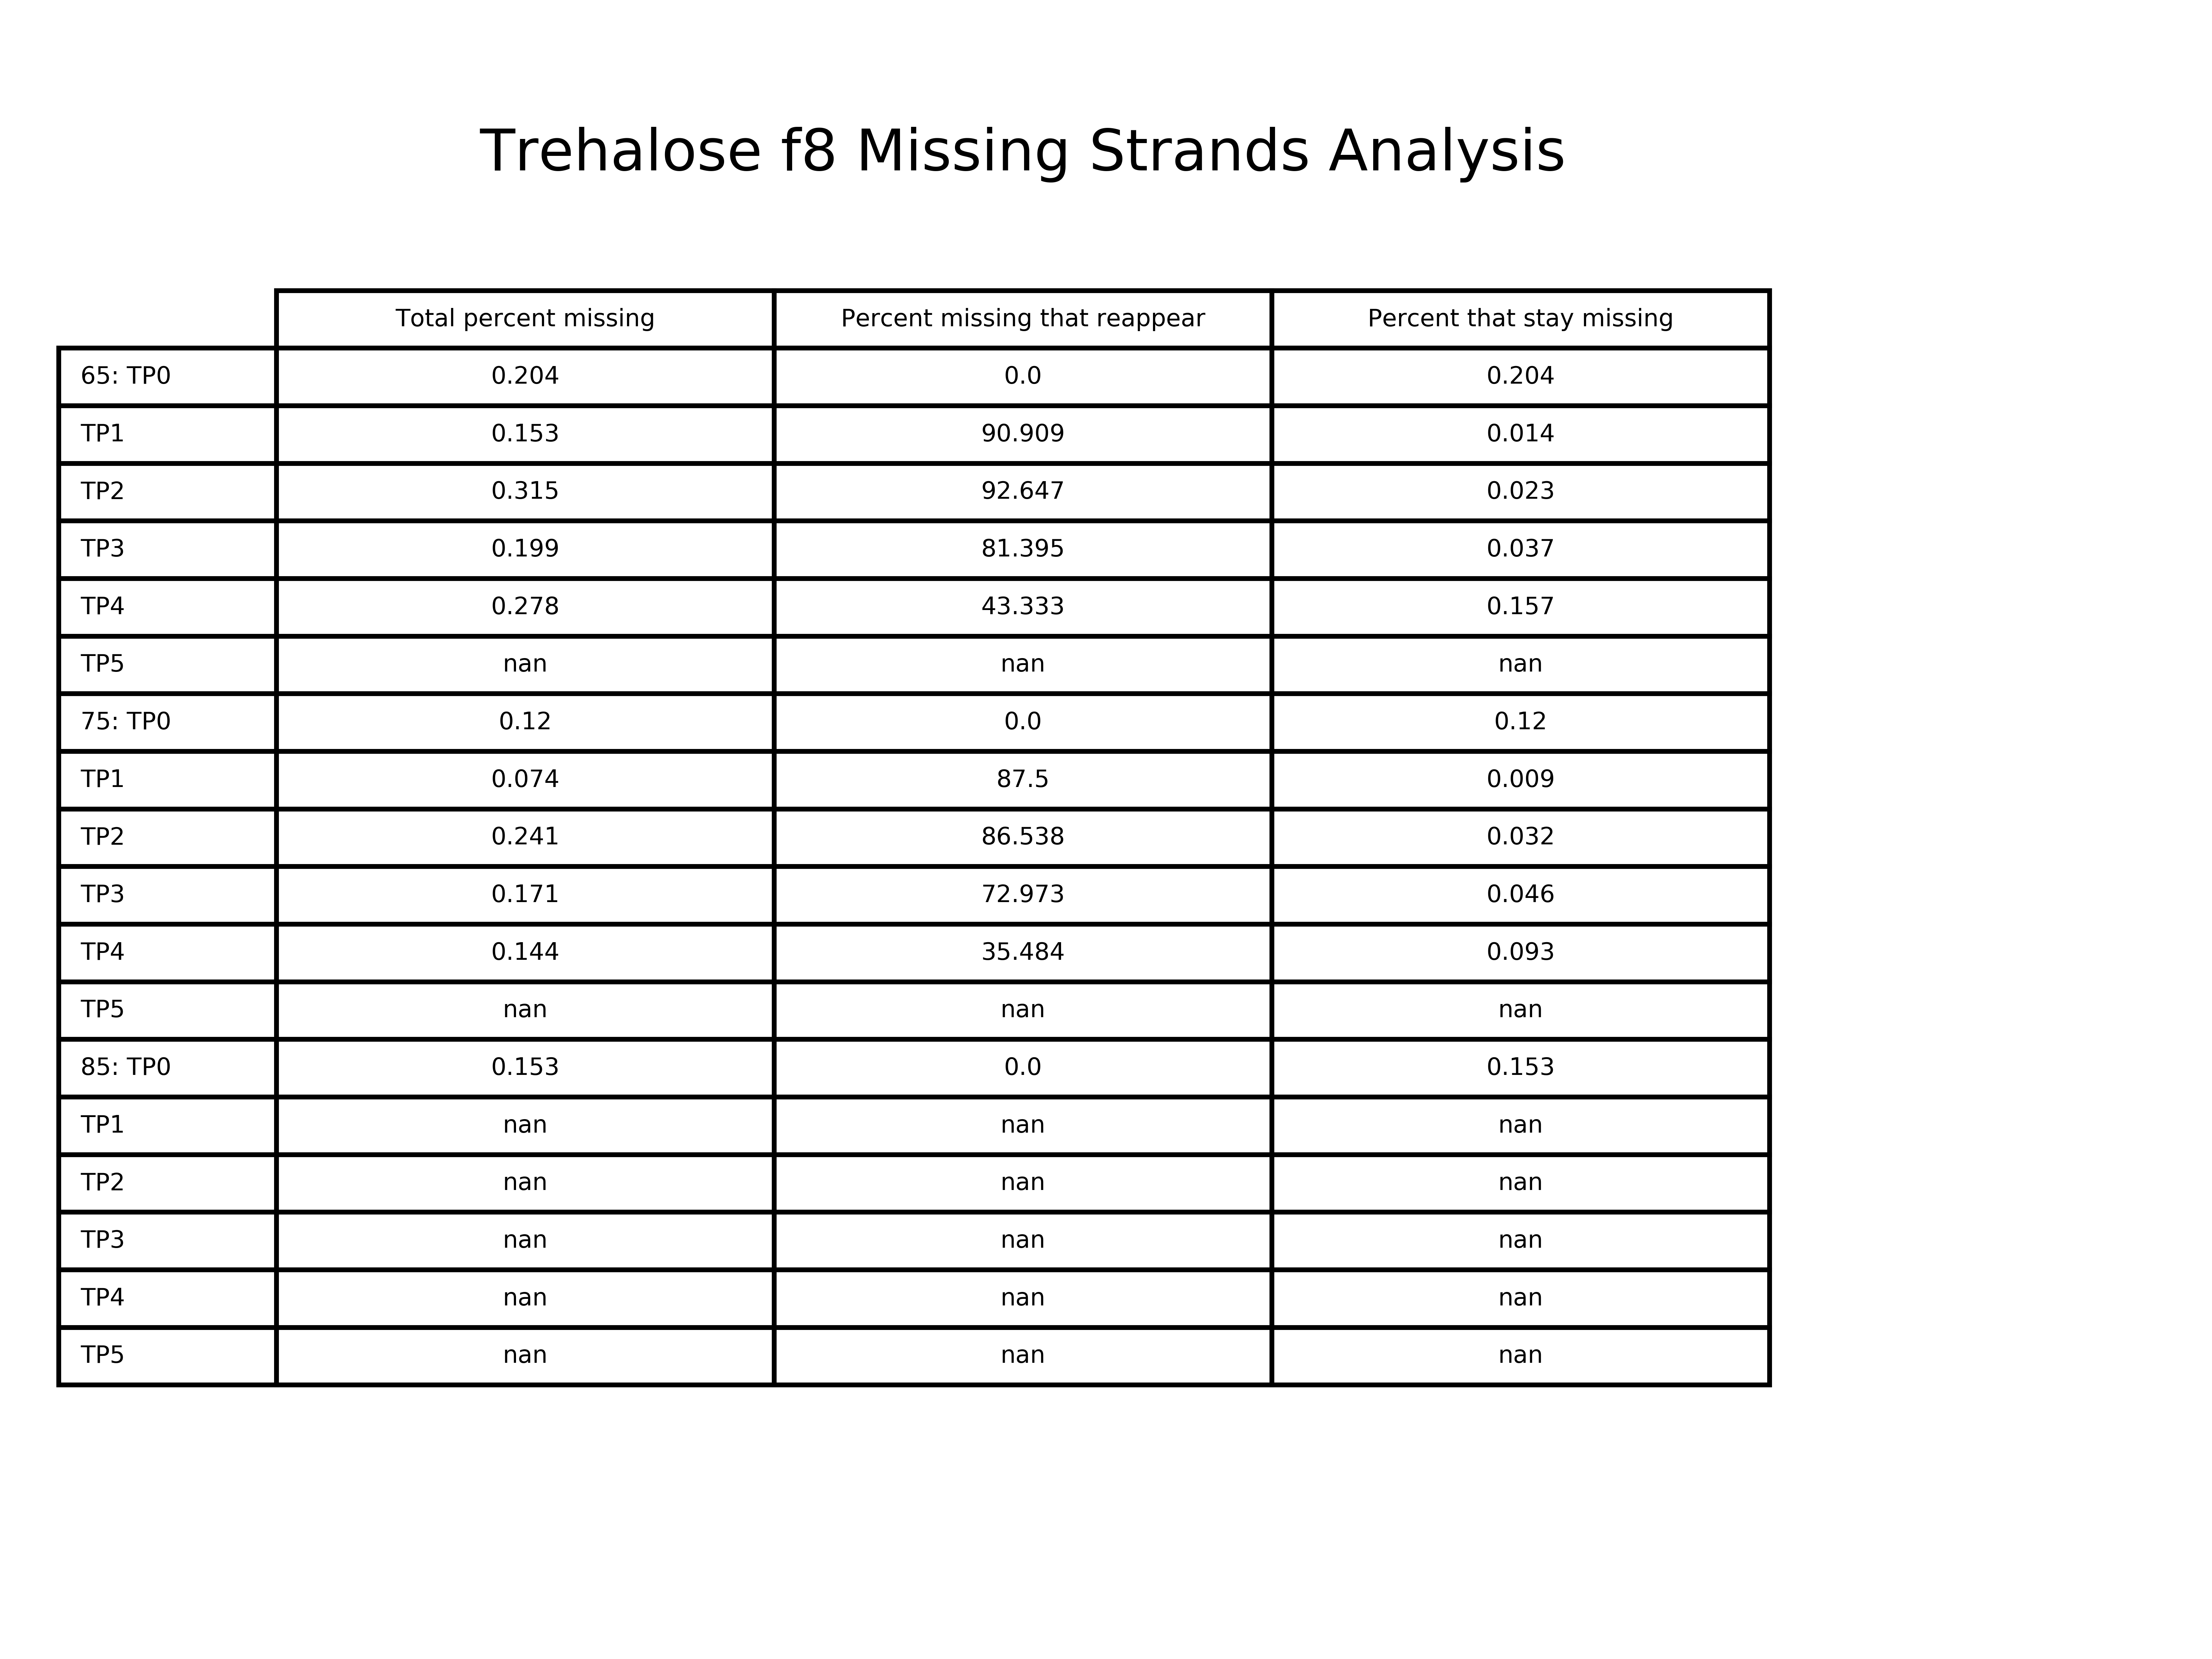 Trehalose f8 Missing Strands Analysis
Total percent missing Percent missing that reappear Percent that stay missing
65: TP0 0.204 0.0 0.204
TP1 0.153 90.909 0.014
TP2 0.315 92.647 0.023
TP3 0.199 81.395 0.037
TP4 0.278 43.333 0.157
TP5 nan nan nan
75: TP0 0.12 0.0 0.12
TP1 0.074 87.5 0.009
TP2 0.241 86.538 0.032
TP3 0.171 72.973 0.046
TP4 0.144 35.484 0.093
TP5 nan nan nan
85: TP0 0.153 0.0 0.153
TP1 nan nan nan
TP2 nan nan nan
TP3 nan nan nan
TP4 nan nan nan
TP5 nan nan nan